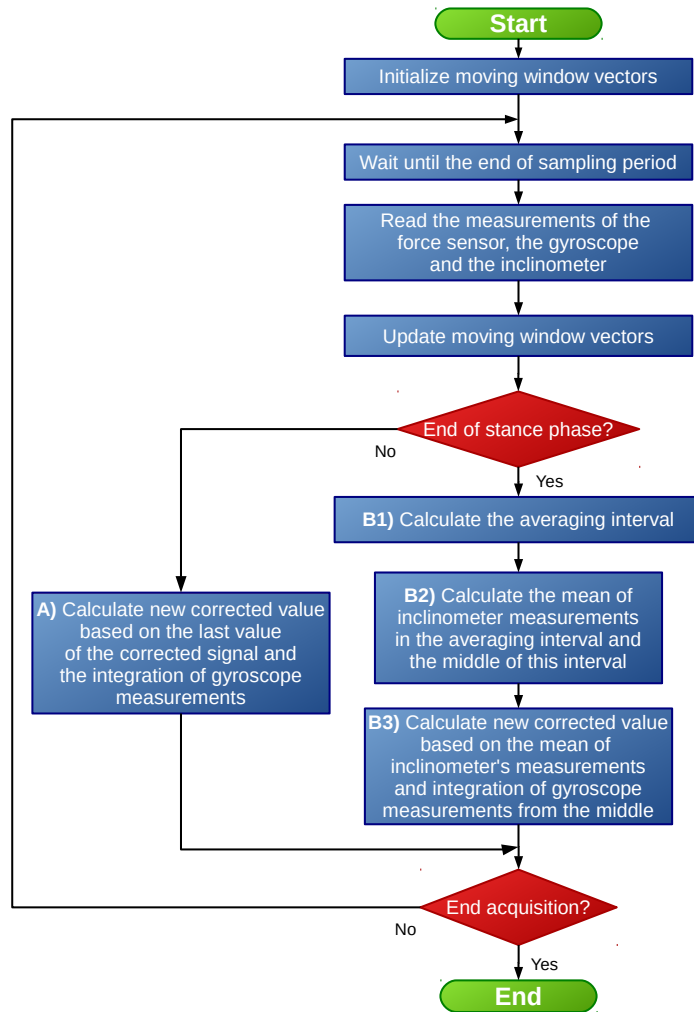 Start
Initialize moving window vectors
Wait until the end of sampling period
Read the measurements of the
force sensor, the gyroscope
and the inclinometer
Update moving window vectors
End of stance phase?
No
Yes
B1) Calculate the averaging interval
A) Calculate new corrected value
based on the last value
of the corrected signal and
the integration of gyroscope
measurements
B2) Calculate the mean of
inclinometer measurements
in the averaging interval and
the middle of this interval
B3) Calculate new corrected value
based on the mean of
inclinometer's measurements
and integration of gyroscope
measurements from the middle
End acquisition?
No
Yes
End